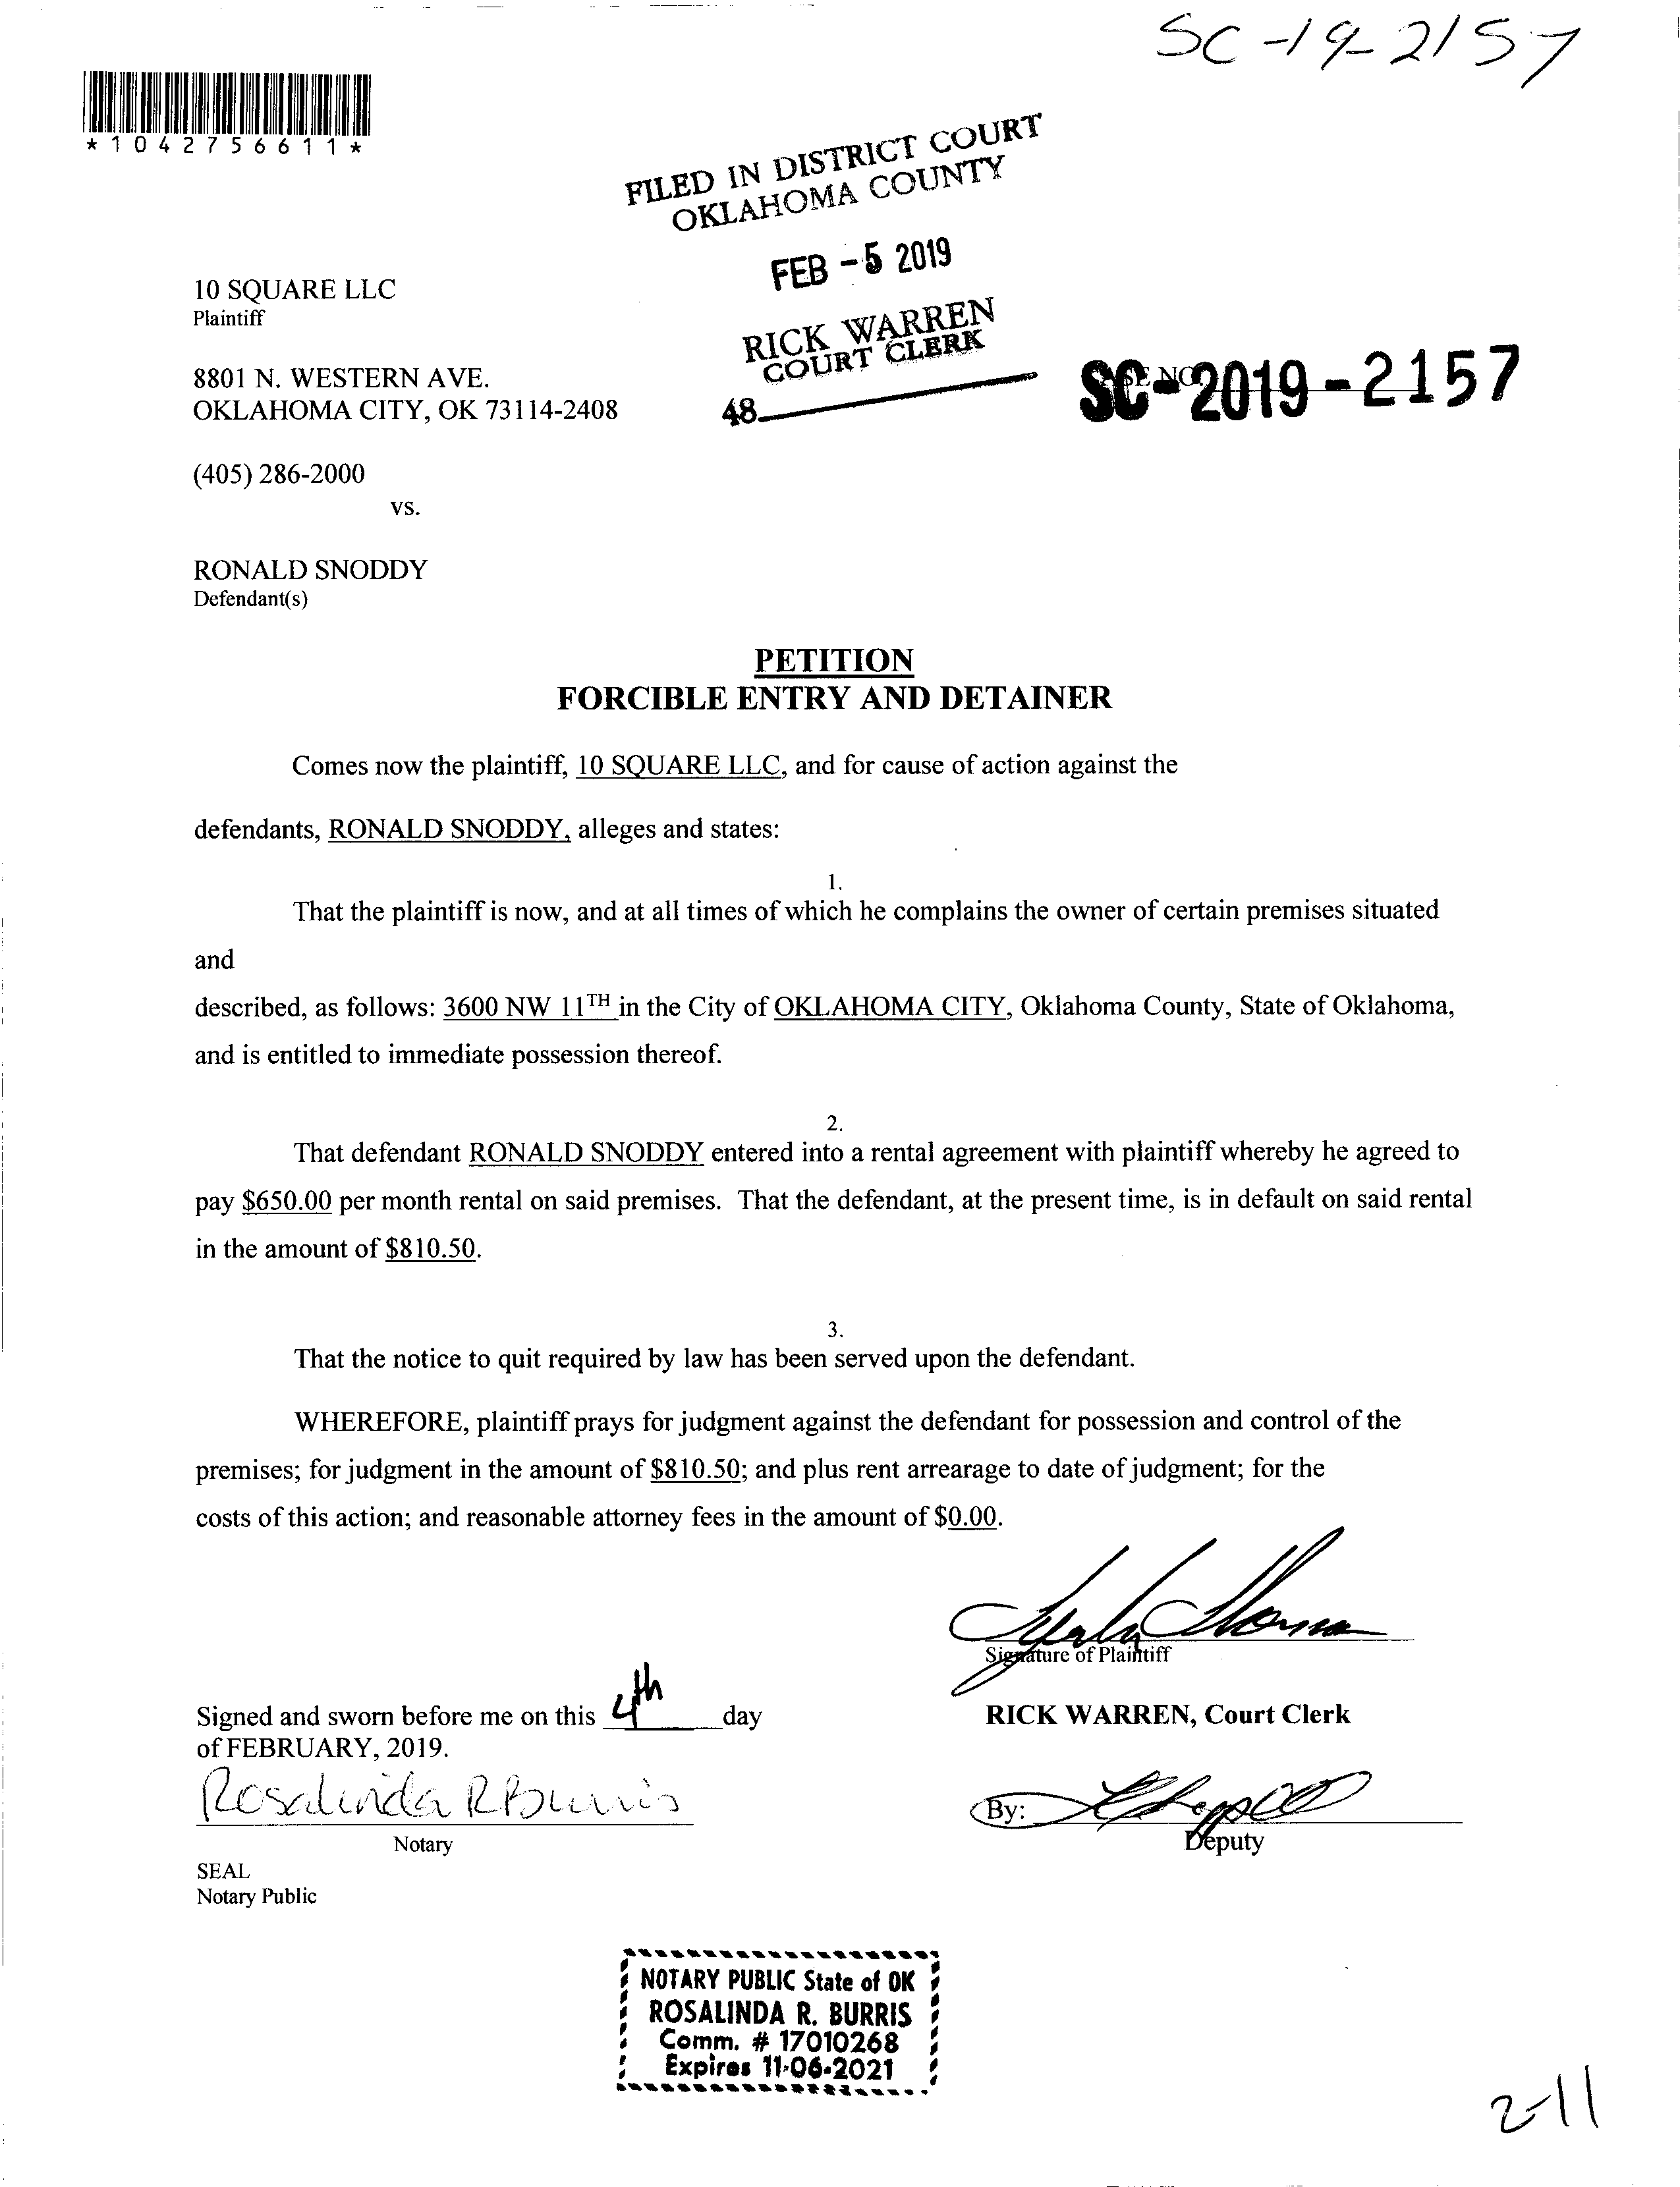 SC-19-2157
*1042756611*
FILED IN DISTRICT COURT
OKLAHOMA COUNTY
FEB -5 2019
RICK WARREN
COURT CLERK
48
SC-2019-2157
10 SQUARE LLC
Plaintiff
8801 N. WESTERN AVE.
OKLAHOMA CITY, OK 73114-2408
(405) 286-2000
vs.
RONALD SNODDY
Defendant(s)
PETITION
FORCIBLE ENTRY AND DETAINER
Comes now the plaintiff, 10 SQUARE LLC, and for cause of action against the
defendants, RONALD SNODDY, alleges and states:
1.
That the plaintiff is now, and at all times of which he complains the owner of certain premises situated
and
described, as follows: 3600 NW 11TH in the City of OKLAHOMA CITY, Oklahoma County, State of Oklahoma,
and is entitled to immediate possession thereof.
2.
That defendant RONALD SNODDY entered into a rental agreement with plaintiff whereby he agreed to
pay $650.00 per month rental on said premises. That the defendant, at the present time, is in default on said rental
in the amount of $810.50.
3.
That the notice to quit required by law has been served upon the defendant.
WHEREFORE, plaintiff prays for judgment against the defendant for possession and control of the
premises; for judgment in the amount of $810.50; and plus rent arrearage to date of judgment; for the
costs of this action; and reasonable attorney fees in the amount of $0.00.
Signature of Plaintiff
Signed and sworn before me on this 4th day
of FEBRUARY, 2019.
RICK WARREN, Court Clerk
Rosalinda R Burris
Notary
By:
Deputy
SEAL
Notary Public
NOTARY PUBLIC State of OK
ROSALINDA R. BURRIS
Comm. # 17010268
Expires 11-06-2021
2-11